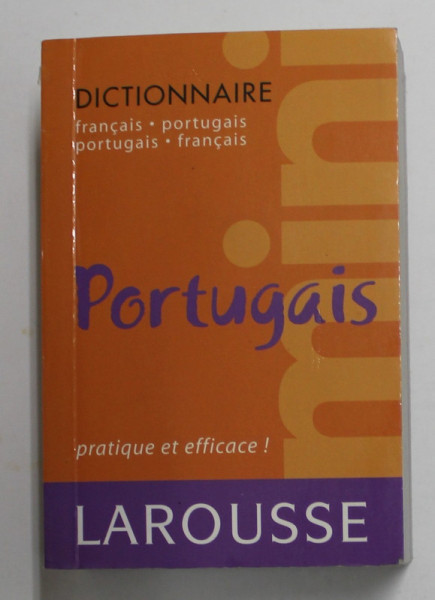 DICTIONNAIRE
français • portugais
portugais • français
mini
Portugais
pratique et efficace !
LAROUSSE